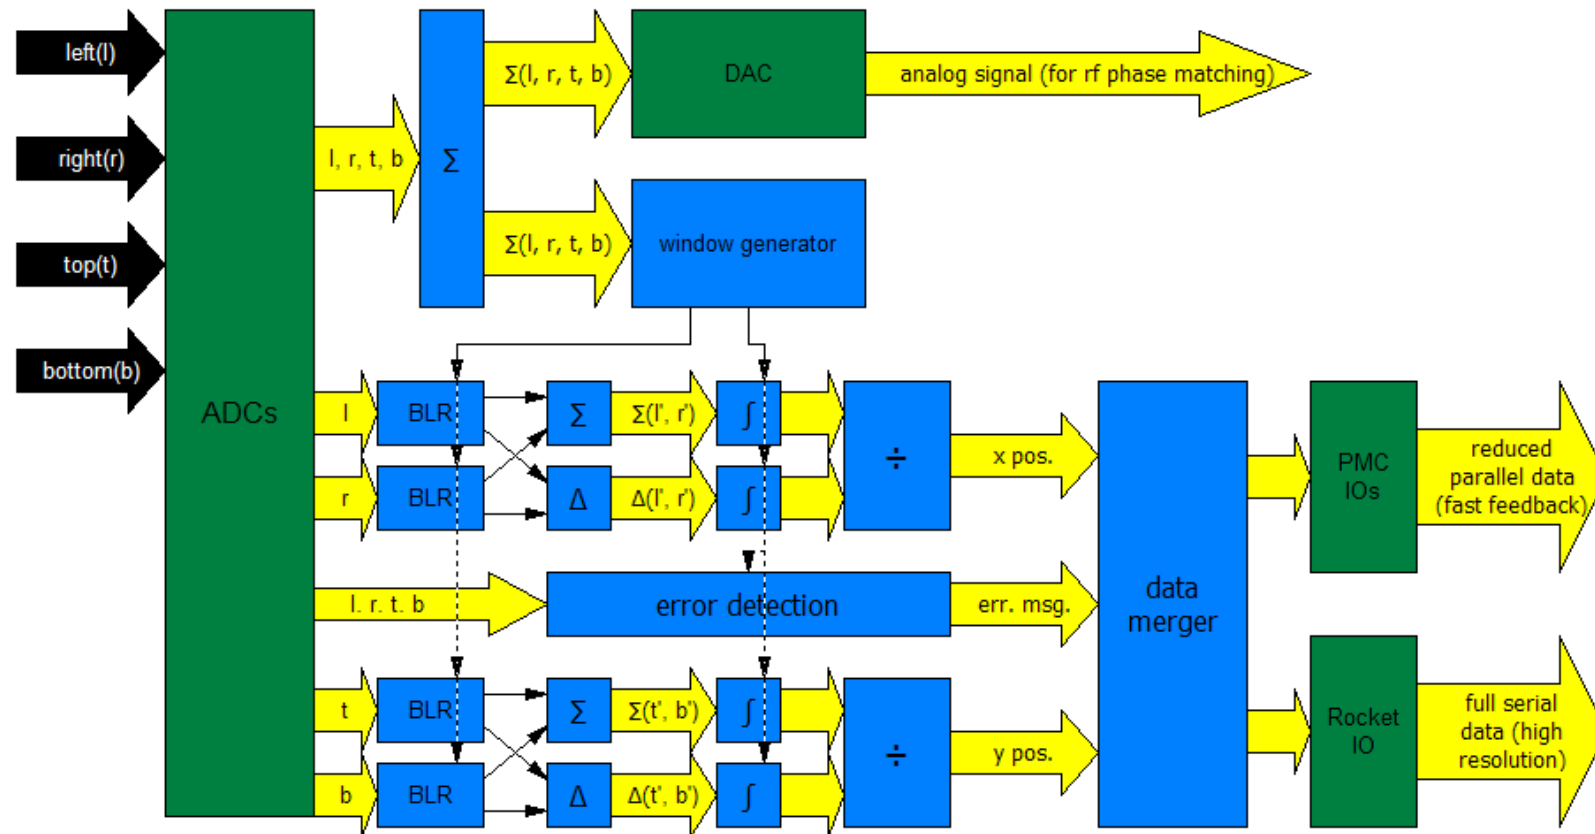 left(l)
right(r)
top(t)
bottom(b)
ADCs
l, r, t, b
Σ
Σ(l, r, t, b)
DAC
analog signal (for rf phase matching)
Σ(l, r, t, b)
window generator
l
BLR
Σ
Σ(l', r')
∫
r
BLR
Δ
Δ(l', r')
∫
÷
x pos.
l. r. t. b
error detection
err. msg.
t
BLR
Σ
Σ(t', b')
∫
b
BLR
Δ
Δ(t', b')
∫
÷
y pos.
data
merger
PMC
IOs
reduced
parallel data
(fast feedback)
Rocket
IO
full serial
data (high
resolution)